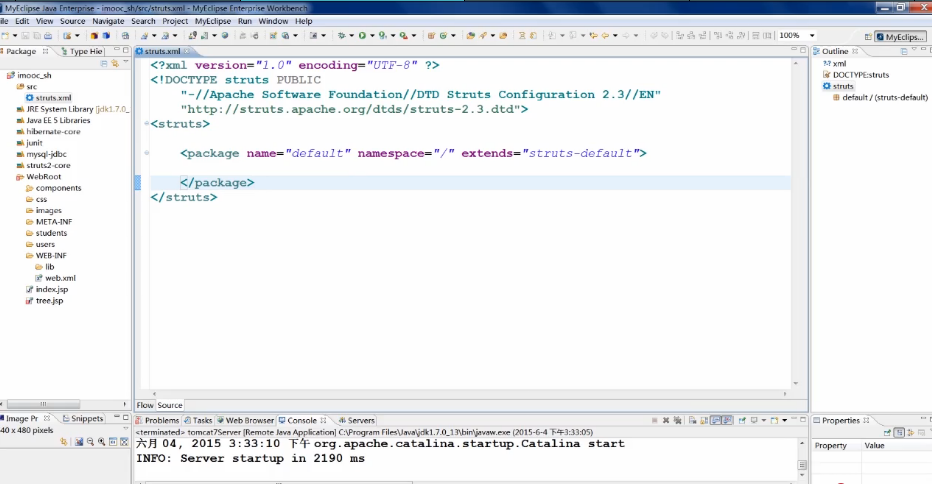 MyEclipse Java Enterprise - imooc_sh/src/struts.xml - MyEclipse Enterprise Workbench
File Edit View Source Navigate Search Project MyEclipse Run Window Help
100%
MyEclips...
Package
Type Hie
imooc_sh
src
struts.xml
JRE System Library [jdk1.7.0_
Java EE 5 Libraries
hibernate-core
junit
mysql-jdbc
struts2-core
WebRoot
components
css
images
META-INF
students
users
WEB-INF
lib
web.xml
index.jsp
tree.jsp
Image Pr
Snippets
40 x 480 pixels
struts.xml
<?xml version="1.0" encoding="UTF-8" ?>
<!DOCTYPE struts PUBLIC
"-//Apache Software Foundation//DTD Struts Configuration 2.3//EN"
"http://struts.apache.org/dtds/struts-2.3.dtd">
<struts>
<package name="default" namespace="/" extends="struts-default">
</package>
</struts>
Flow Source
Problems Tasks Web Browser Console Servers
<terminated> tomcat7Server [Remote Java Application] C:\Program Files\Java\jdk1.7.0_13\bin\javaw.exe (2015-6-4 下午3:33:05)
六月 04, 2015 3:33:10 下午 org.apache.catalina.startup.Catalina start
INFO: Server startup in 2190 ms
Outline
xml
DOCTYPE:struts
struts
default / (struts-default)
Properties
Property Value